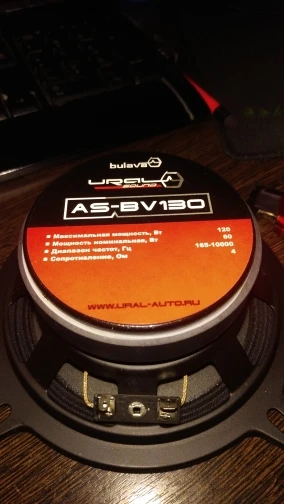 bulava
URAL
SOUND
AS-BV130
Максимальная мощность, Вт 120
Мощность номинальная, Вт 60
Диапазон частот, Гц 165-10000
Сопротивление, Ом 4
WWW.URAL-AUTO.RU